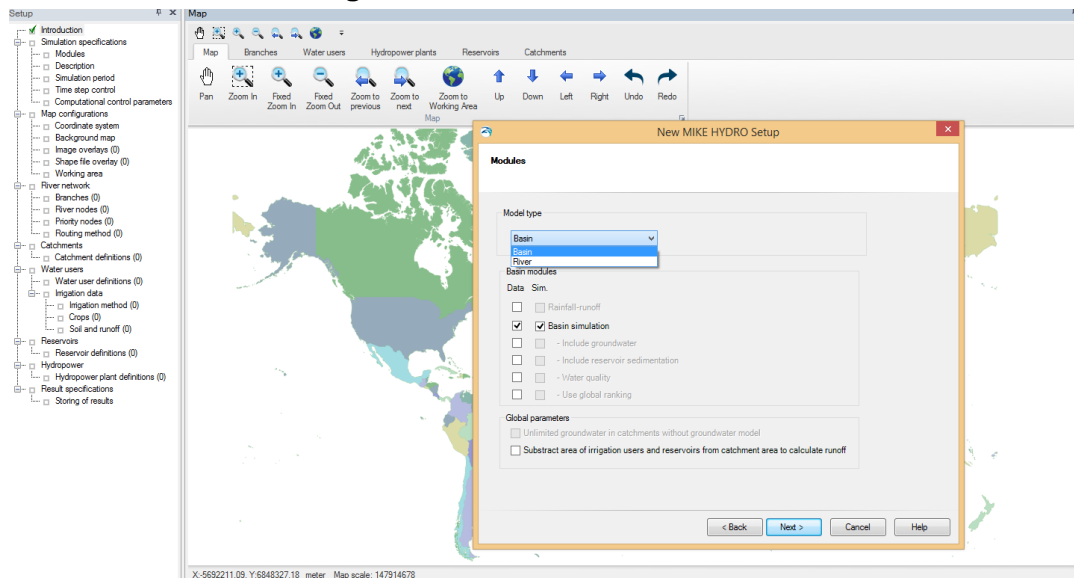 Setup
Map
Introduction
Simulation specifications
Modules
Description
Simulation period
Time step control
Computational control parameters
Map configurations
Coordinate system
Background map
Image overlays (0)
Shape file overlay (0)
Working area
River network
Branches (0)
River nodes (0)
Priority nodes (0)
Routing method (0)
Catchments
Catchment definitions (0)
Water users
Water user definitions (0)
Irrigation data
Irrigation method (0)
Crops (0)
Soil and runoff (0)
Reservoirs
Reservoir definitions (0)
Hydropower
Hydropower plant definitions (0)
Result specifications
Storing of results
Map Branches Water users Hydropower plants Reservoirs Catchments
Pan Zoom In Fixed Zoom In Fixed Zoom Out Zoom to previous Zoom to next Zoom to Working Area Up Down Left Right Undo Redo
Map
New MIKE HYDRO Setup
Modules
Model type
Basin
Basin
River
Basin modules
Data Sim.
Rainfall-runoff
Basin simulation
- Include groundwater
- Include reservoir sedimentation
- Water quality
- Use global ranking
Global parameters
Unlimited groundwater in catchments without groundwater model
Substract area of irrigation users and reservoirs from catchment area to calculate runoff
< Back Next > Cancel Help
X:-5692211.09, Y:6848327.18 meter Map scale: 147914678